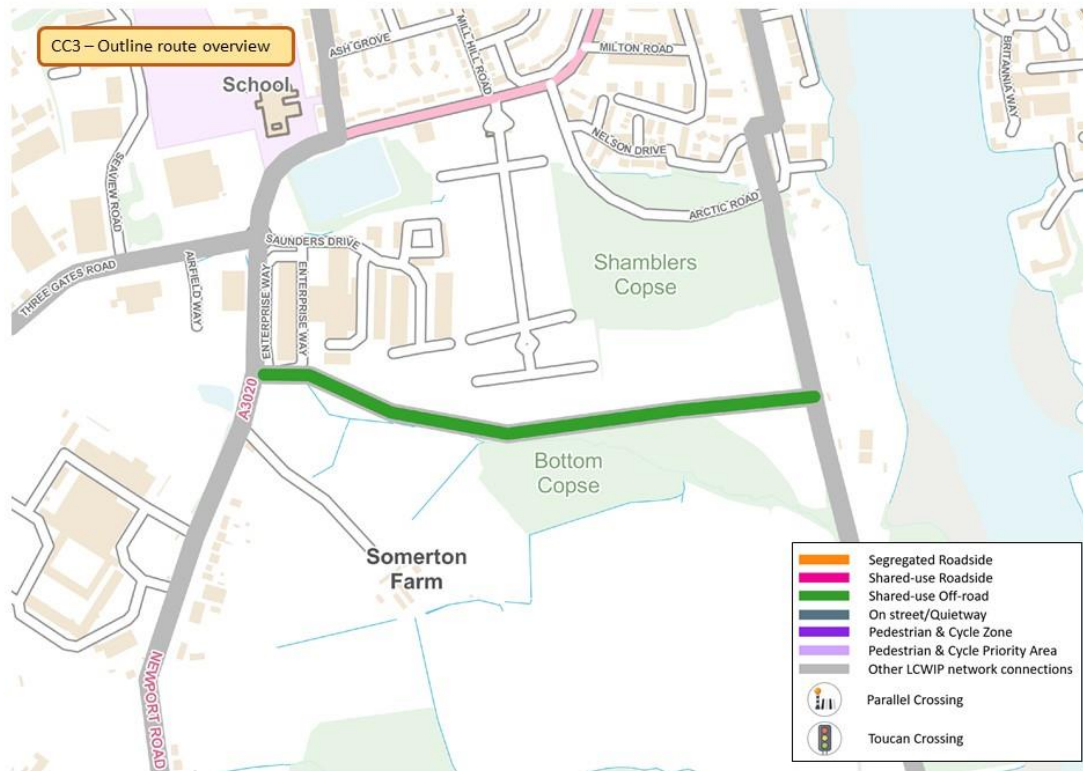 CC3 – Outline route overview
ASH GROVE
MILL HILL ROAD
MILTON ROAD
BRITANNIA WAY
School
NELSON DRIVE
SEAVIEW ROAD
ARCTIC ROAD
SAUNDERS DRIVE
THREE GATES ROAD
AIRFIELD WAY
ENTERPRISE WAY
ENTERPRISE WAY
Shamblers
Copse
A3020
Bottom
Copse
Somerton
Farm
NEWPORT ROAD
Segregated Roadside
Shared-use Roadside
Shared-use Off-road
On street/Quietway
Pedestrian & Cycle Zone
Pedestrian & Cycle Priority Area
Other LCWIP network connections
Parallel Crossing
Toucan Crossing